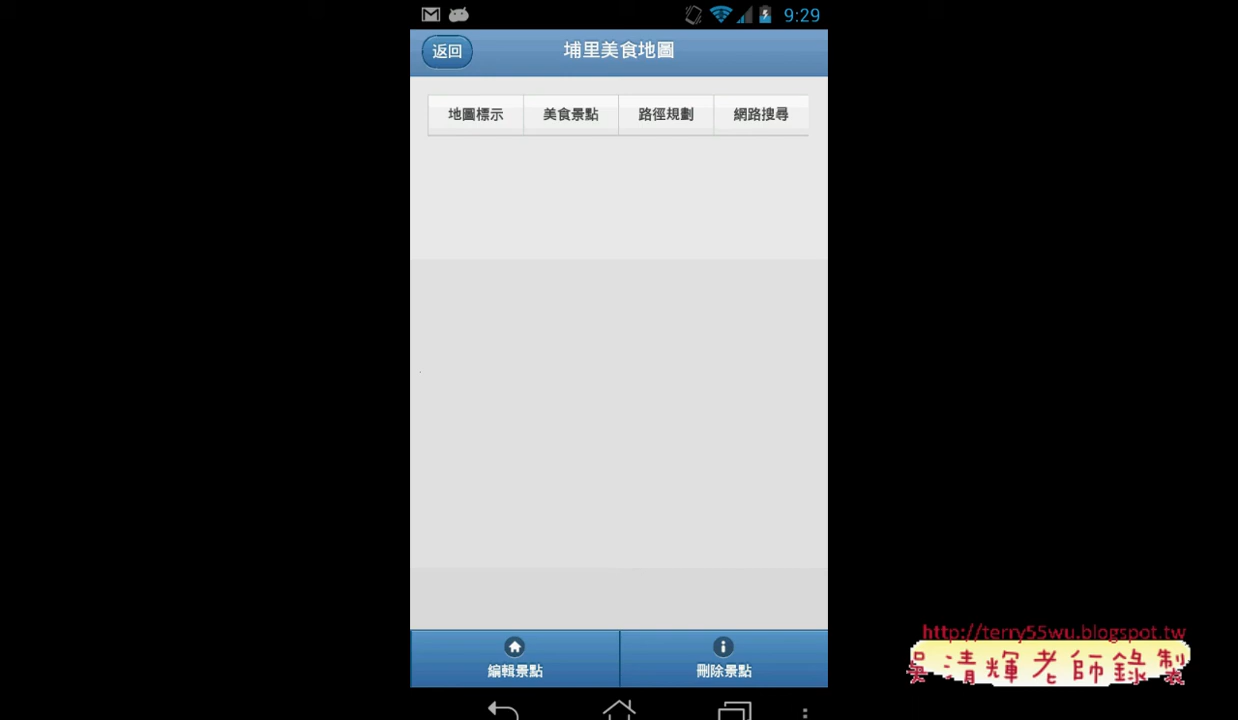 9:29
返回
埔里美食地圖
地圖標示 美食景點 路徑規劃 網路搜尋
編輯景點 刪除景點
http://terry55wu.blogspot.tw
吳清輝老師錄製